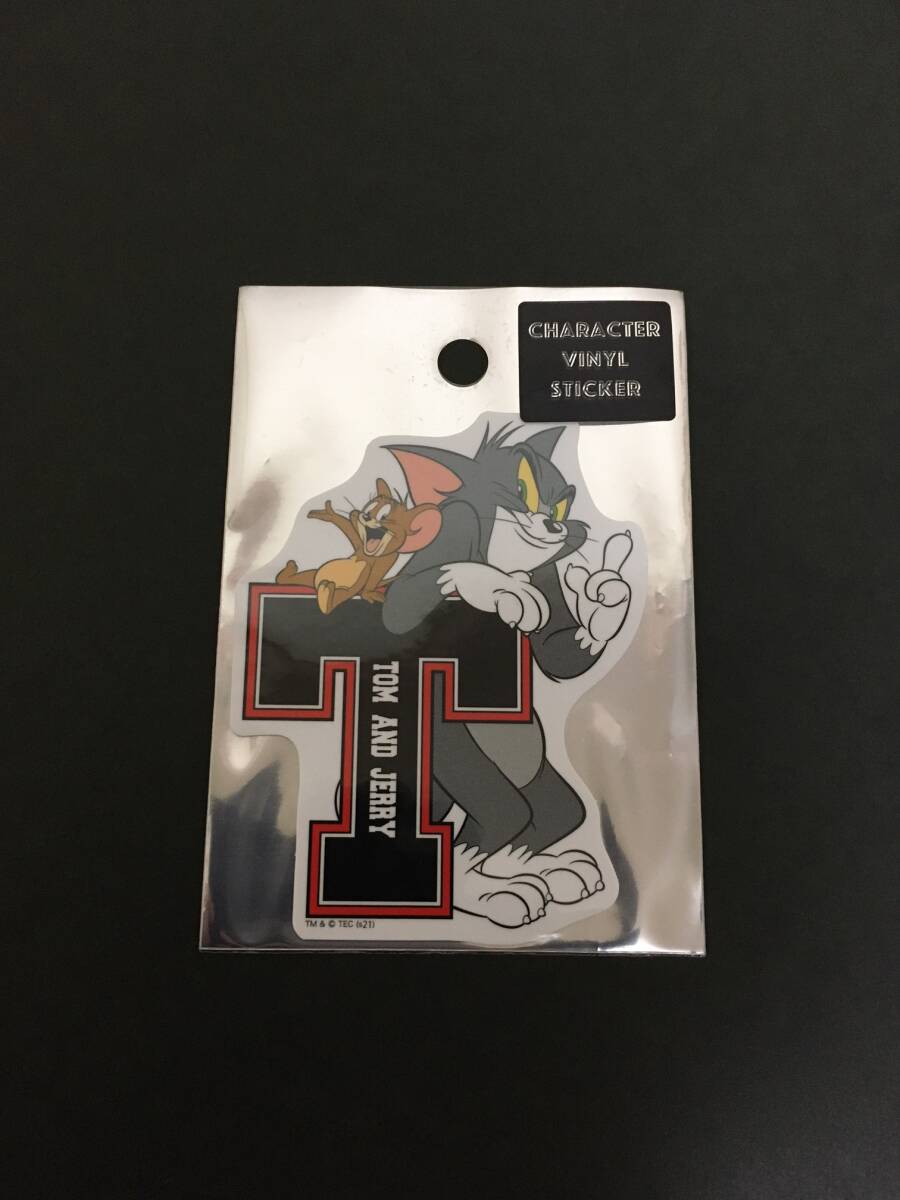 CHARACTER
VINYL
STICKER
TOM AND JERRY
TM & © TEC (s21)